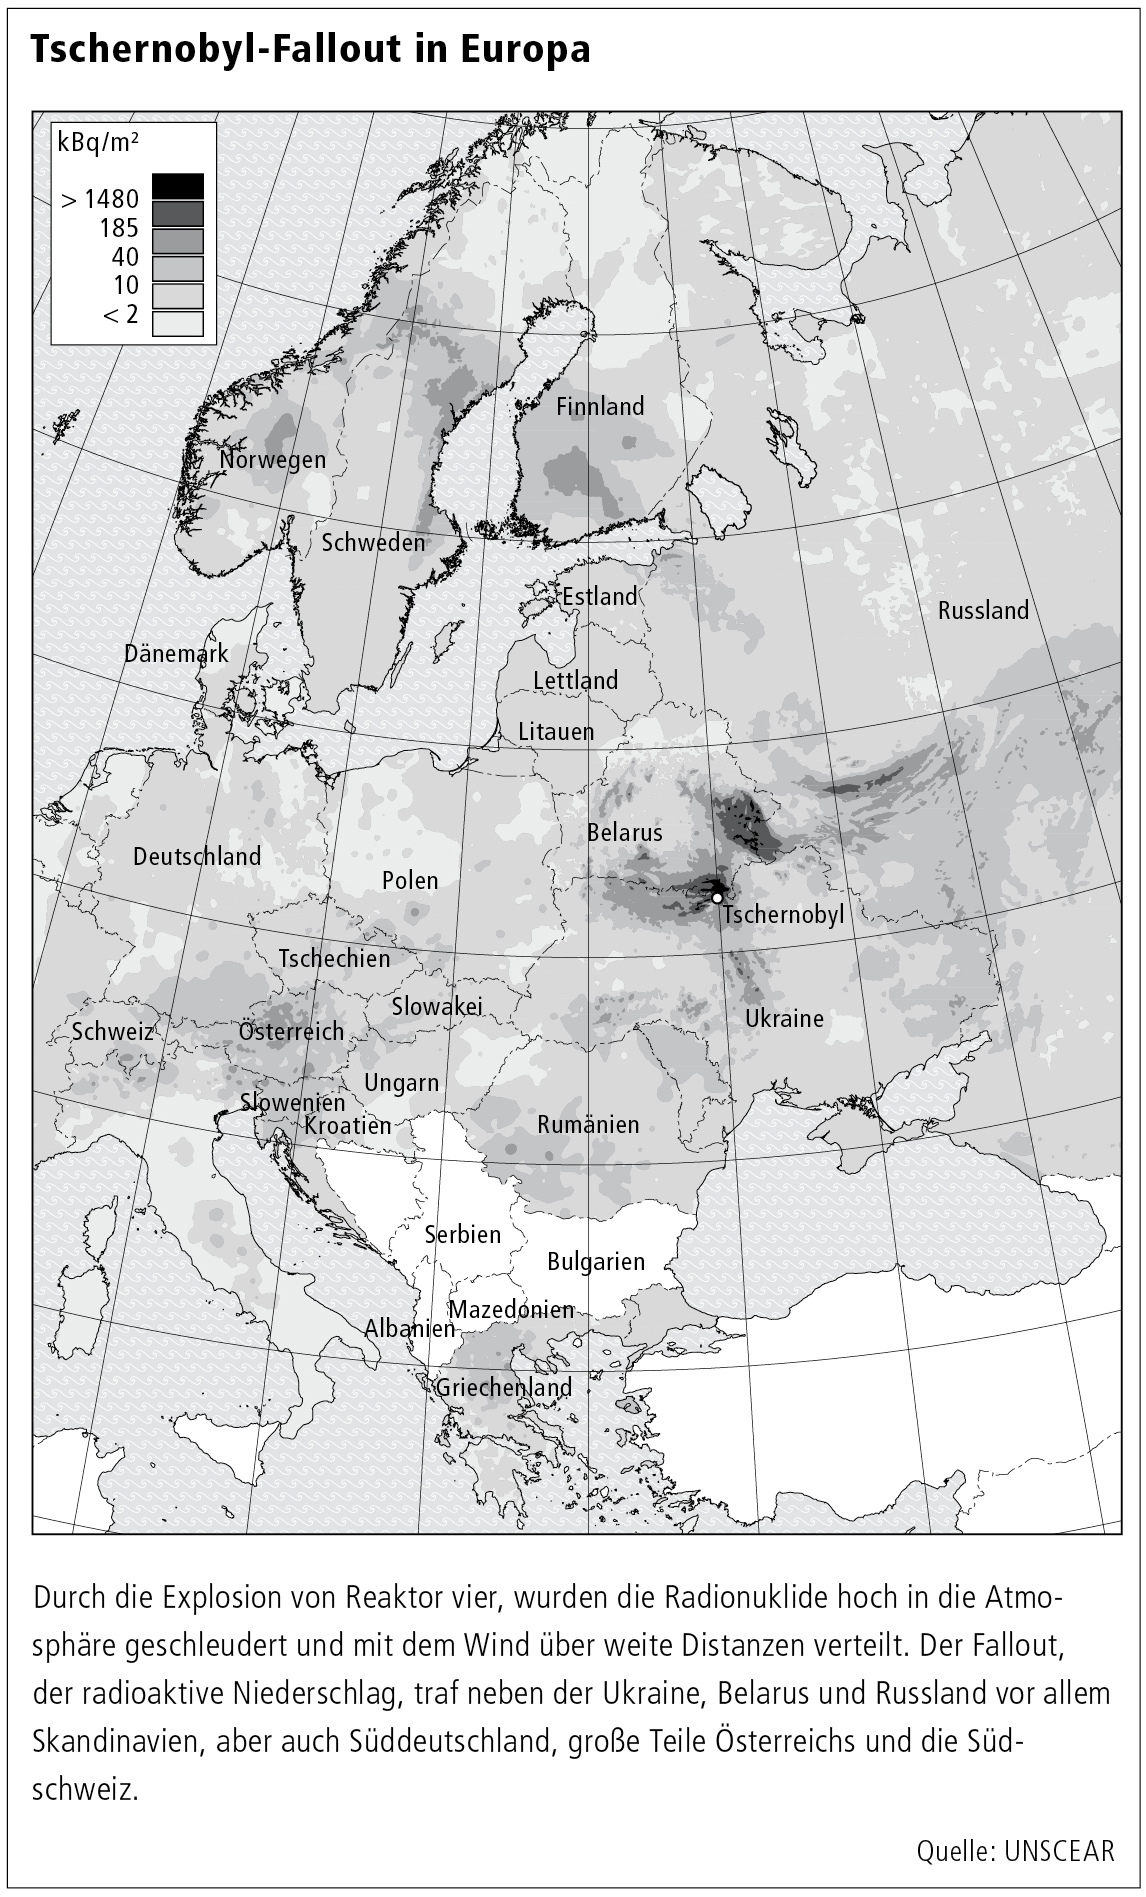 Tschernobyl-Fallout in Europa
kBq/m²
> 1480
185
40
10
< 2
Finnland
Norwegen
Schweden
Estland
Russland
Dänemark
Lettland
Litauen
Belarus
Deutschland
Polen
Tschernobyl
Tschechien
Slowakei
Ukraine
Schweiz
Österreich
Ungarn
Slowenien
Kroatien
Rumänien
Serbien
Bulgarien
Mazedonien
Albanien
Griechenland
Durch die Explosion von Reaktor vier, wurden die Radionuklide hoch in die Atmo-
sphäre geschleudert und mit dem Wind über weite Distanzen verteilt. Der Fallout,
der radioaktive Niederschlag, traf neben der Ukraine, Belarus und Russland vor allem
Skandinavien, aber auch Süddeutschland, große Teile Österreichs und die Süd-
schweiz.
Quelle: UNSCEAR